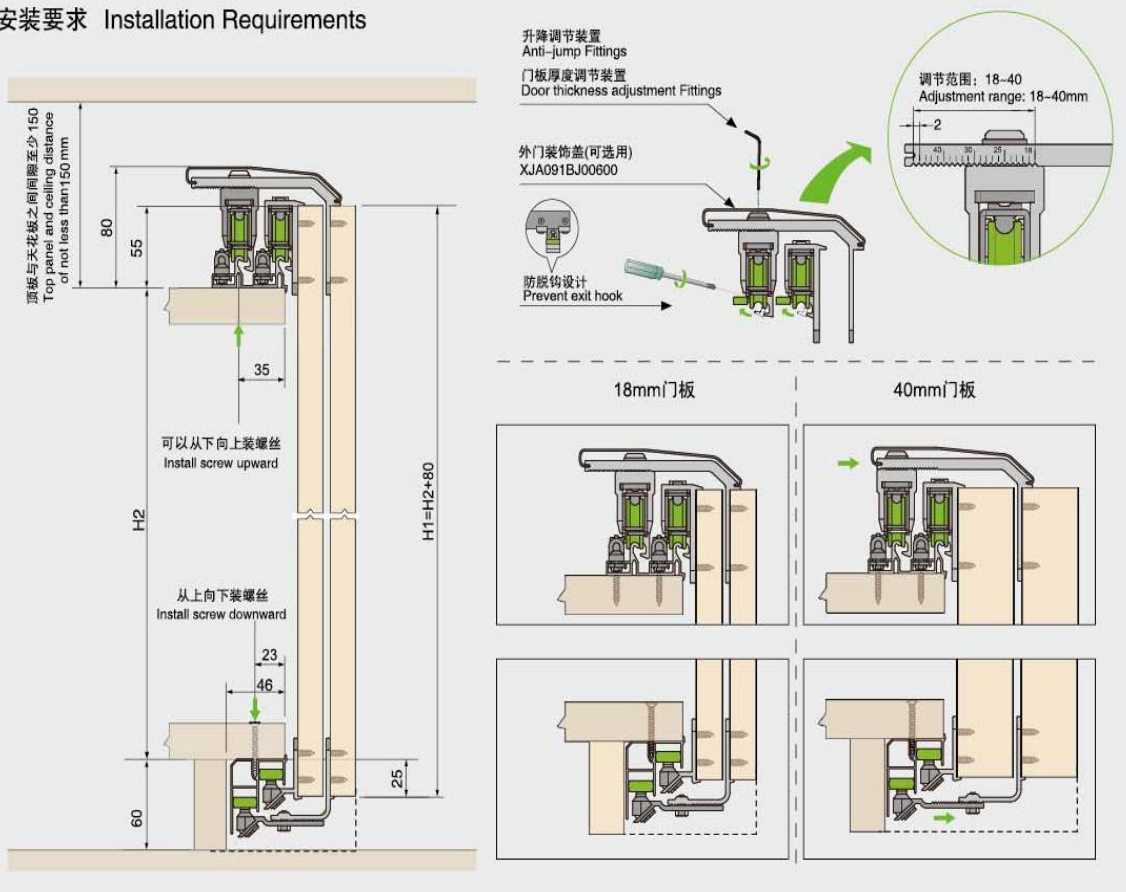 安装要求 Installation Requirements
顶板与天花板之间间隙至少150
Top panel and ceiling distance
of not less than150 mm
80
55
35
可以从下向上装螺丝
Install screw upward
H2
H1=H2+80
从上向下装螺丝
Install screw downward
23
46
25
60
升降调节装置
Anti-jump Fittings
门板厚度调节装置
Door thickness adjustment Fittings
外门装饰盖(可选用)
XJA091BJ00600
防脱钩设计
Prevent exit hook
调节范围：18~40
Adjustment range: 18~40mm
2
40 30 25 18
18mm门板
40mm门板